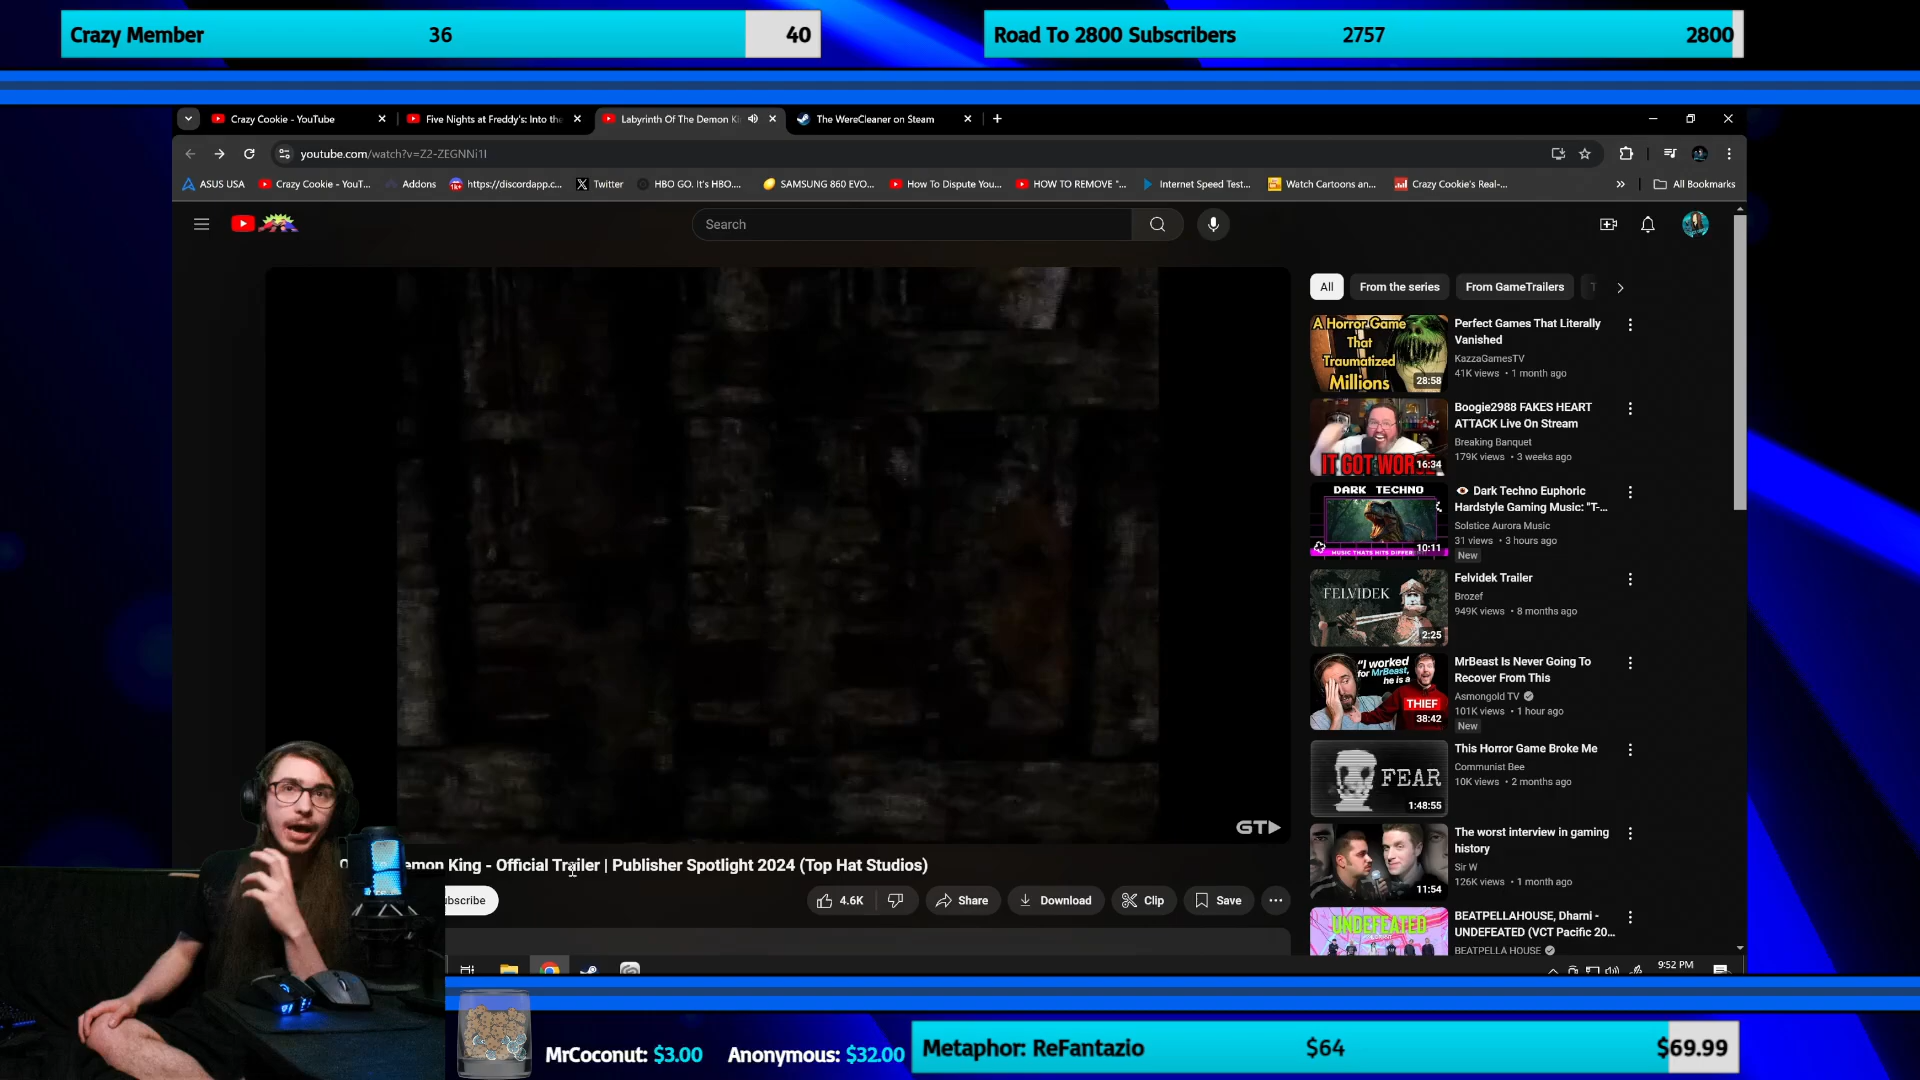 Crazy Member 36 40
Road To 2800 Subscribers 2757 2800
Crazy Cookie - YouTube
Five Nights at Freddy's: Into the
Labyrinth Of The Demon Ki
The WereCleaner on Steam
youtube.com/watch?v=Z2-ZEGNNi1I
ASUS USA
Crazy Cookie - YouT...
Addons
https://discordapp.c...
Twitter
HBO GO. It's HBO....
SAMSUNG 860 EVO...
How To Dispute You...
HOW TO REMOVE "...
Internet Speed Test...
Watch Cartoons an...
Crazy Cookie's Real-...
All Bookmarks
Search
All
From the series
From GameTrailers
A Horror Game
That
Traumatized
Millions
28:58
Perfect Games That Literally
Vanished
KazzaGamesTV
41K views • 1 month ago
IT GOT WORSE
16:34
Boogie2988 FAKES HEART
ATTACK Live On Stream
Breaking Banquet
179K views • 3 weeks ago
DARK TECHNO
MUSIC THATS HITS DIFFER
10:11
Dark Techno Euphoric
Hardstyle Gaming Music: "T-...
Solstice Aurora Music
31 views • 3 hours ago
New
FELVIDEK
2:25
Felvidek Trailer
Brozef
949K views • 8 months ago
"I worked
for MrBeast,
he is a
THIEF
38:42
MrBeast Is Never Going To
Recover From This
Asmongold TV
101K views • 1 hour ago
New
FEAR
1:48:55
This Horror Game Broke Me
Communist Bee
10K views • 2 months ago
11:54
The worst interview in gaming
history
Sir W
126K views • 1 month ago
UNDEFEATED
BEATPELLAHOUSE, Dharni -
UNDEFEATED (VCT Pacific 20...
BEATPELLA HOUSE
GT
emon King - Official Trailer | Publisher Spotlight 2024 (Top Hat Studios)
ubscribe
4.6K
Share
Download
Clip
Save
9:52 PM
MrCoconut: $3.00
Anonymous: $32.00
Metaphor: ReFantazio $64 $69.99